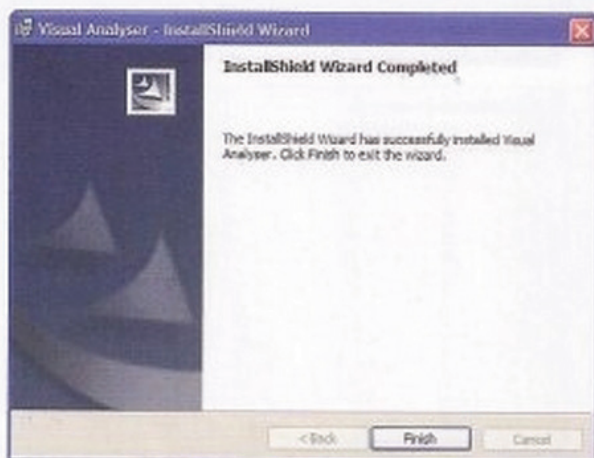 Visual Analyser - InstallShield Wizard
InstallShield Wizard Completed
The InstallShield Wizard has successfully installed Visual
Analyser. Click Finish to exit the wizard.
< Back
Finish
Cancel